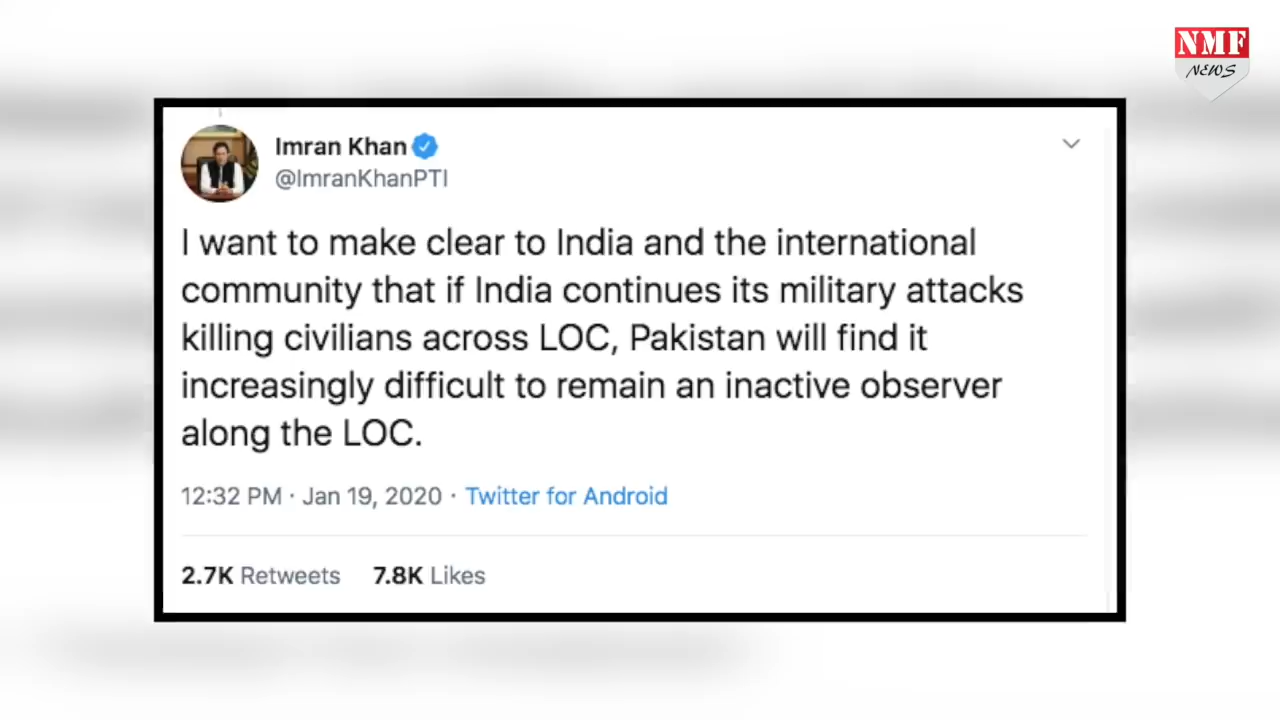 NMF
NEWS
Imran Khan
@ImranKhanPTI
I want to make clear to India and the international
community that if India continues its military attacks
killing civilians across LOC, Pakistan will find it
increasingly difficult to remain an inactive observer
along the LOC.
12:32 PM · Jan 19, 2020 · Twitter for Android
2.7K Retweets 7.8K Likes